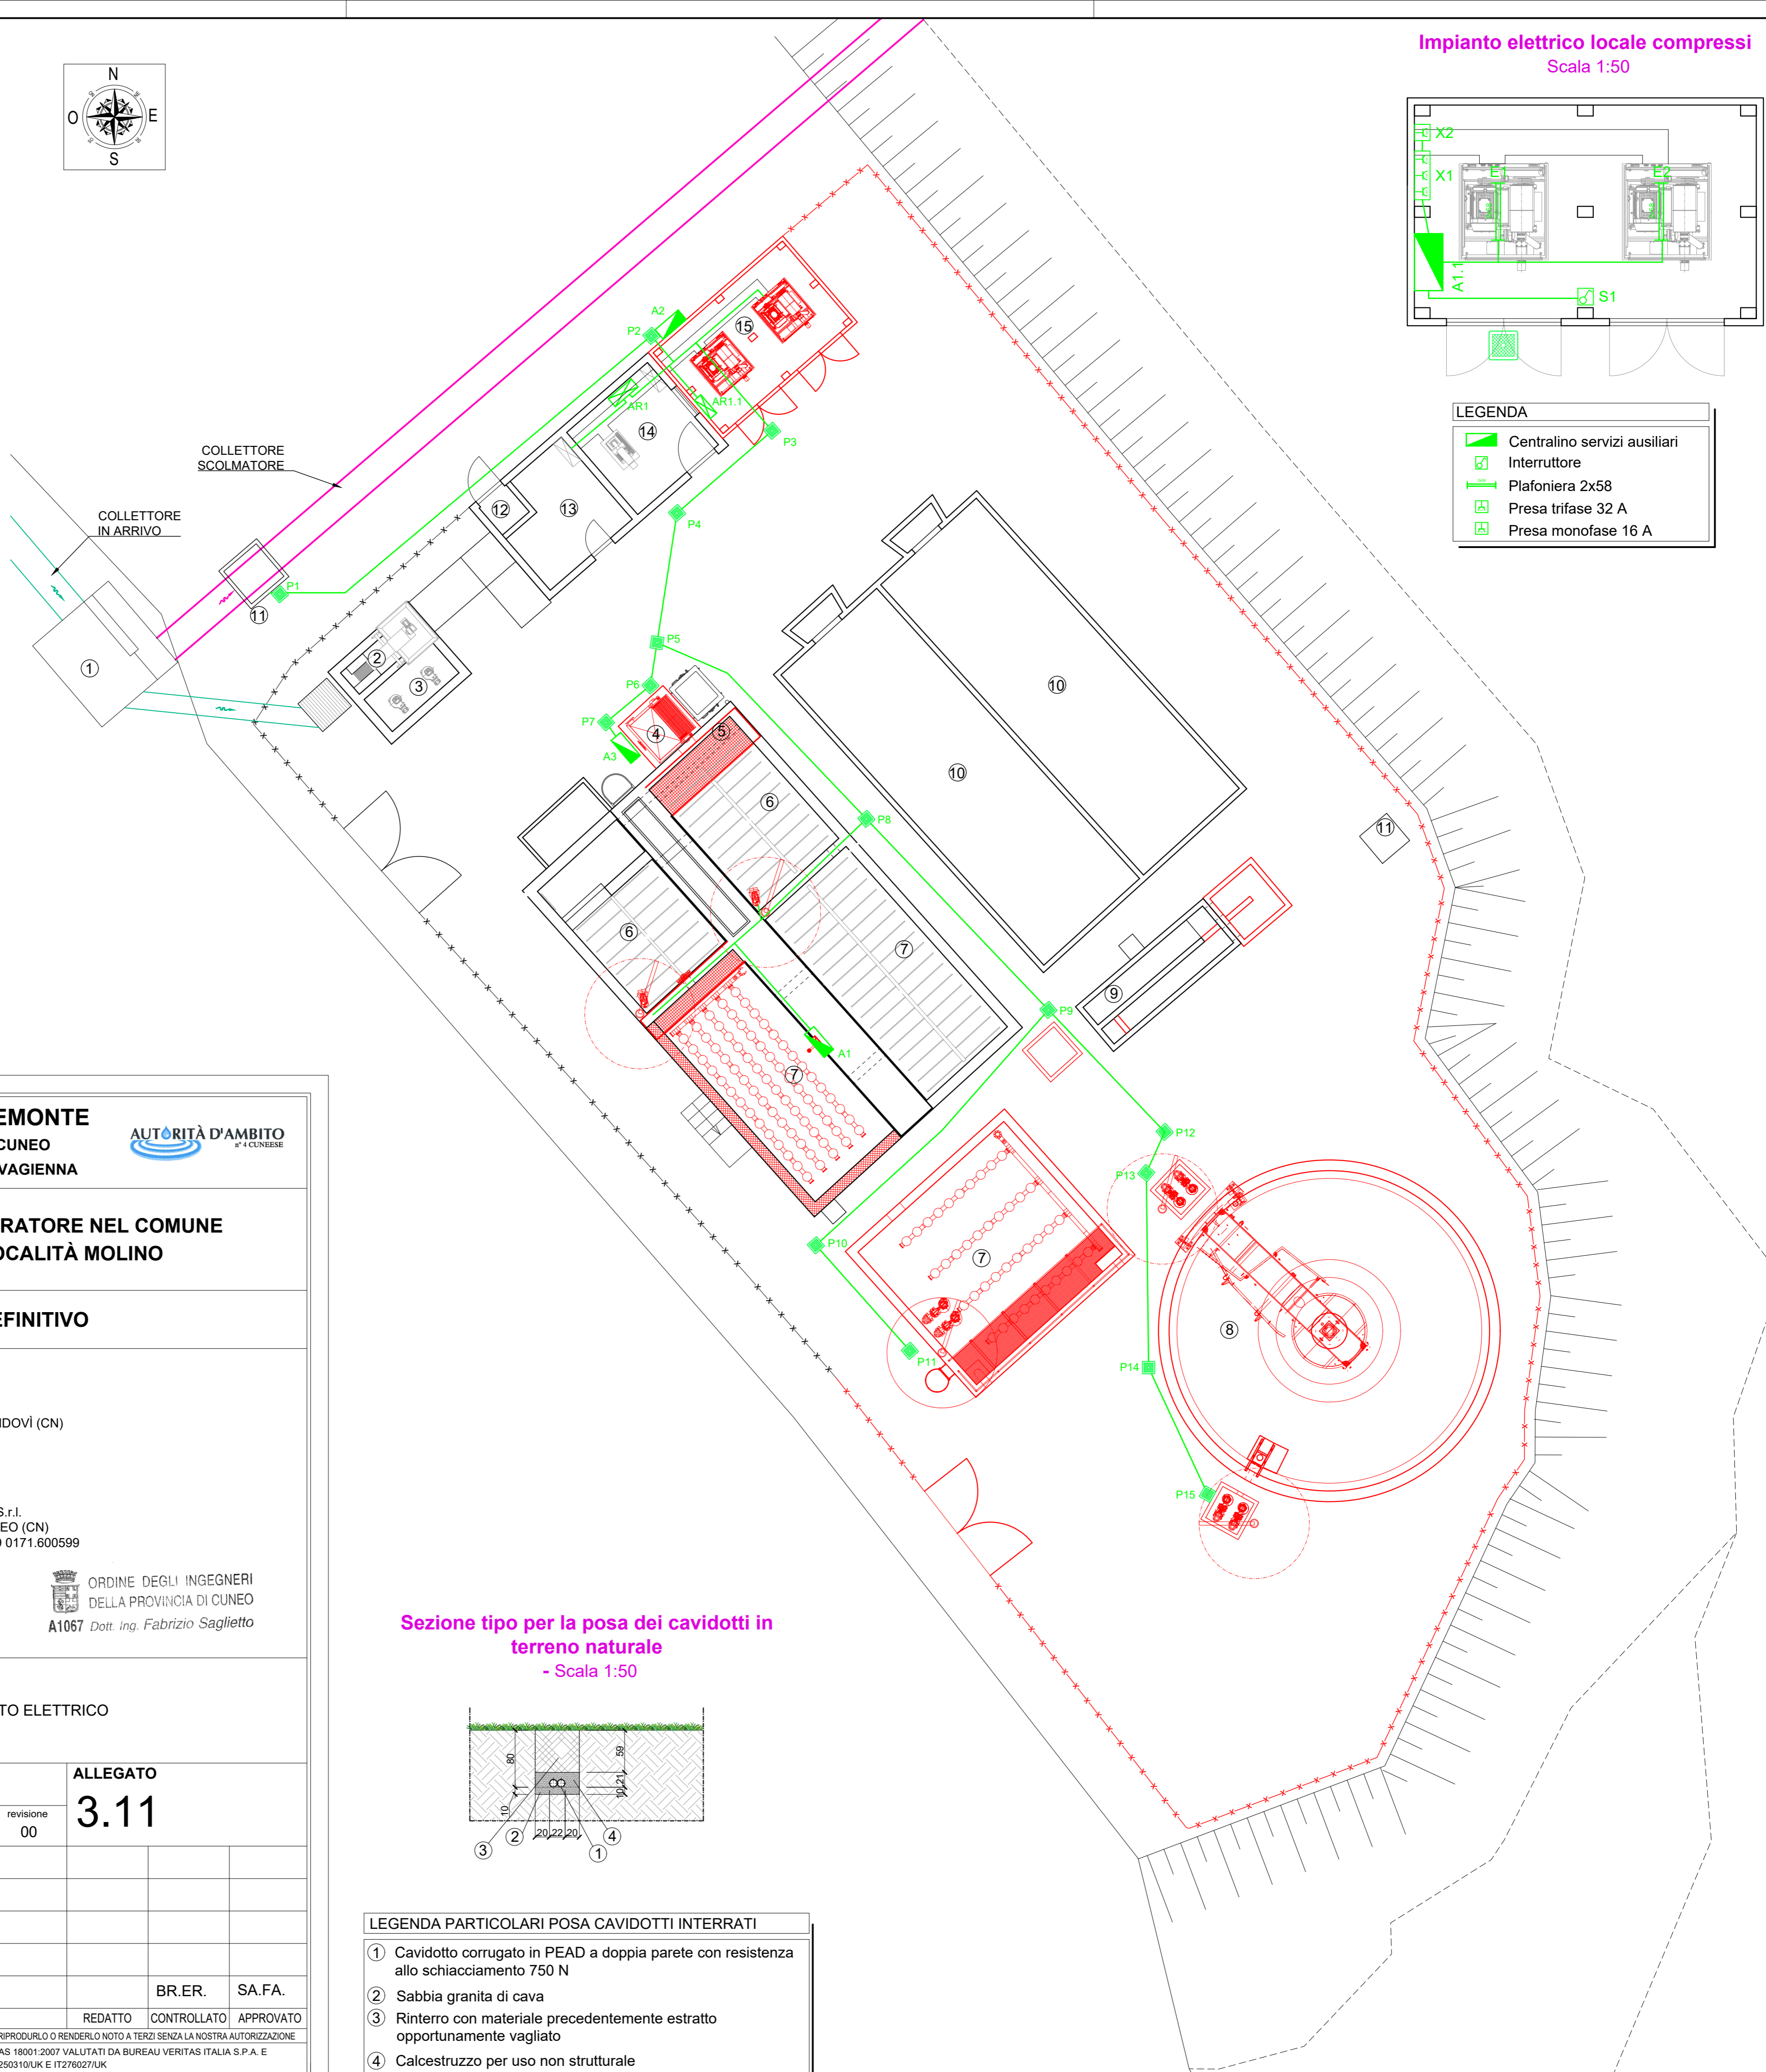 Impianto elettrico locale compressi
Scala 1:50
N
O
E
S
X2
X1
E1
E2
A1.1
S1
LEGENDA
Centralino servizi ausiliari
Interruttore
Plafoniera 2x58
Presa trifase 32 A
Presa monofase 16 A
COLLETTORE
SCOLMATORE
COLLETTORE
IN ARRIVO
A2
P2
15
AR1
AR1.1
14
P3
12
13
P4
P1
11
1
2
3
P5
P6
P7
4
5
A3
10
10
6
P8
11
6
7
9
P9
A1
7
P12
P13
P10
7
8
P11
P14
P15
EMONTE
CUNEO
VAGIENNA
AUTORITÀ D'AMBITO
n° 4 CUNEESE
RATORE NEL COMUNE
OCALITÀ MOLINO
EFINITIVO
NDOVÌ (CN)
S.r.l.
EO (CN)
0171.600599
ORDINE DEGLI INGEGNERI
DELLA PROVINCIA DI CUNEO
A1067 Dott. Ing. Fabrizio Saglietto
TO ELETTRICO
ALLEGATO
3.11
revisione
00
BR.ER. SA.FA.
REDATTO CONTROLLATO APPROVATO
RIPRODURLO O RENDERLO NOTO A TERZI SENZA LA NOSTRA AUTORIZZAZIONE
AS 18001:2007 VALUTATI DA BUREAU VERITAS ITALIA S.P.A. E
250310/UK E IT276027/UK
Sezione tipo per la posa dei cavidotti in
terreno naturale
- Scala 1:50
80
59
21
10
10
20 22 20
3
2
4
1
LEGENDA PARTICOLARI POSA CAVIDOTTI INTERRATI
1 Cavidotto corrugato in PEAD a doppia parete con resistenza
allo schiacciamento 750 N
2 Sabbia granita di cava
3 Rinterro con materiale precedentemente estratto
opportunamente vagliato
4 Calcestruzzo per uso non strutturale